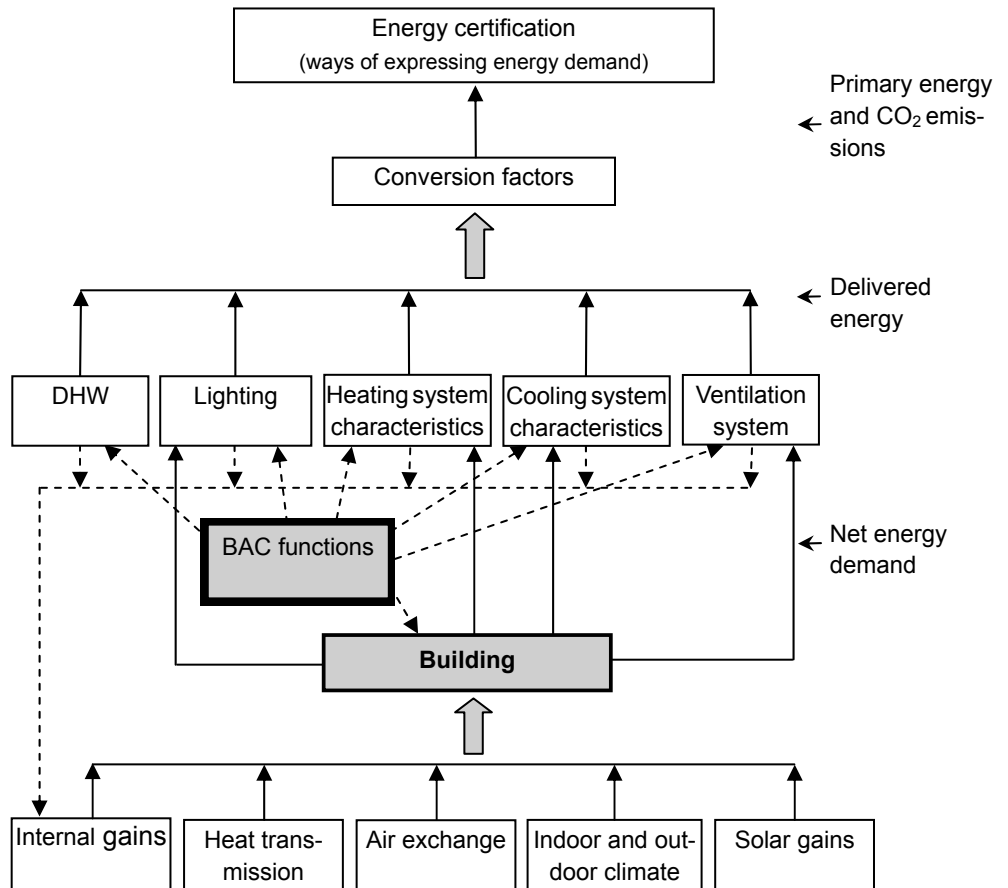 Energy certification
(ways of expressing energy demand)
Primary energy
and CO₂ emis-
sions
Conversion factors
Delivered
energy
DHW
Lighting
Heating system
characteristics
Cooling system
characteristics
Ventilation
system
BAC functions
Net energy
demand
Building
Internal gains
Heat trans-
mission
Air exchange
Indoor and out-
door climate
Solar gains